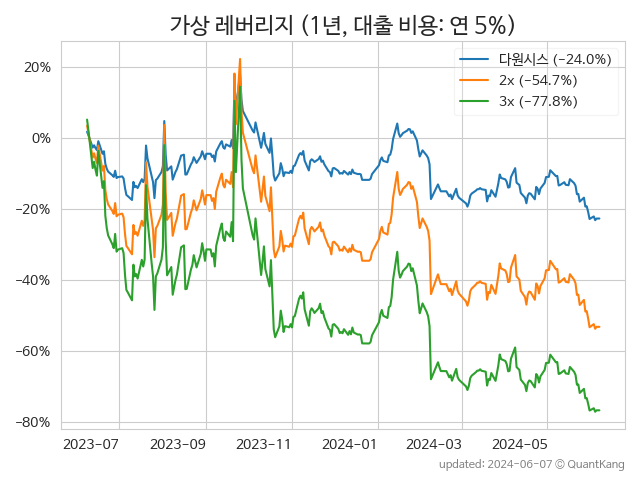 가상 레버리지 (1년, 대출 비용: 연 5%)
다원시스 (−24.0%)
2x (−54.7%)
3x (−77.8%)
20%
0%
−20%
−40%
−60%
−80%
2023-07 2023-09 2023-11 2024-01 2024-03 2024-05
updated: 2024-06-07 © QuantKang